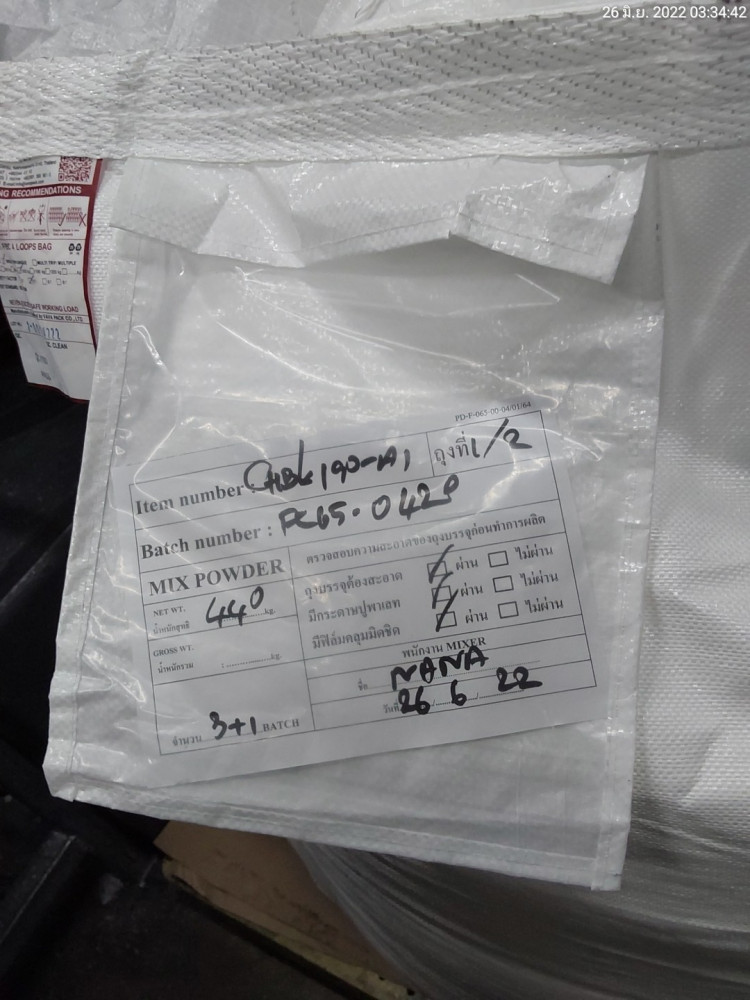 26 มิ.ย. 2022 03:34:42
NG RECOMMENDATIONS
LOOPS BAG
SAFE WORKING LOAD
CLEAN
PD-F-065-00-04/01/64
Item number :
ถุงที่ 1/2
Batch number : PC65-0428
MIX POWDER
ตรวจสอบความสะอาดของถุงบรรจุก่อนทำการผลิต
ถุงบรรจุต้องสะอาด ผ่าน ไม่ผ่าน
NET WT.
น้ำหนักสุทธิ 440 kg.
มีกระดาษปูพาเลท ผ่าน ไม่ผ่าน
มีฟิล์มคลุมมิดชิด ผ่าน ไม่ผ่าน
GROSS WT.
น้ำหนักรวม : kg.
พนักงาน MIXER
ชื่อ NANA
วันที่ 26 6 22
จำนวน 3+1 BATCH